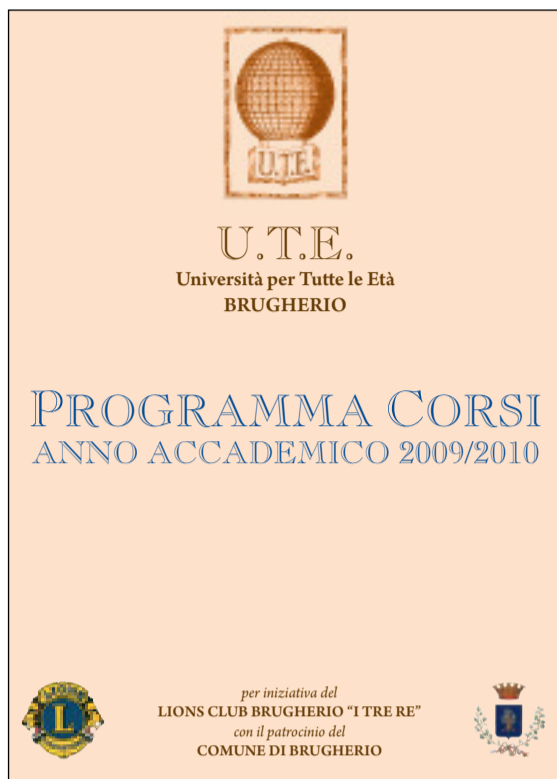 U.T.E.
U.T.E.
Università per Tutte le Età
BRUGHERIO
PROGRAMMA CORSI
ANNO ACCADEMICO 2009/2010
per iniziativa del
LIONS CLUB BRUGHERIO “I TRE RE”
con il patrocinio del
COMUNE DI BRUGHERIO
LIONS
L